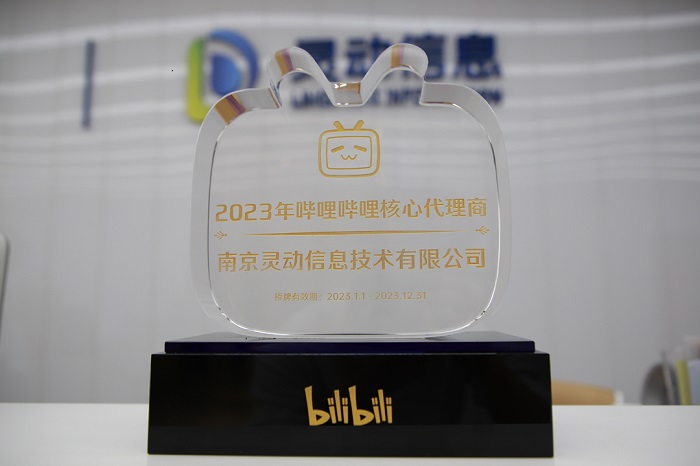 灵动信息
2023年哔哩哔哩核心代理商
南京灵动信息技术有限公司
授牌有效期：2023.1.1 - 2023.12.31
bilibili